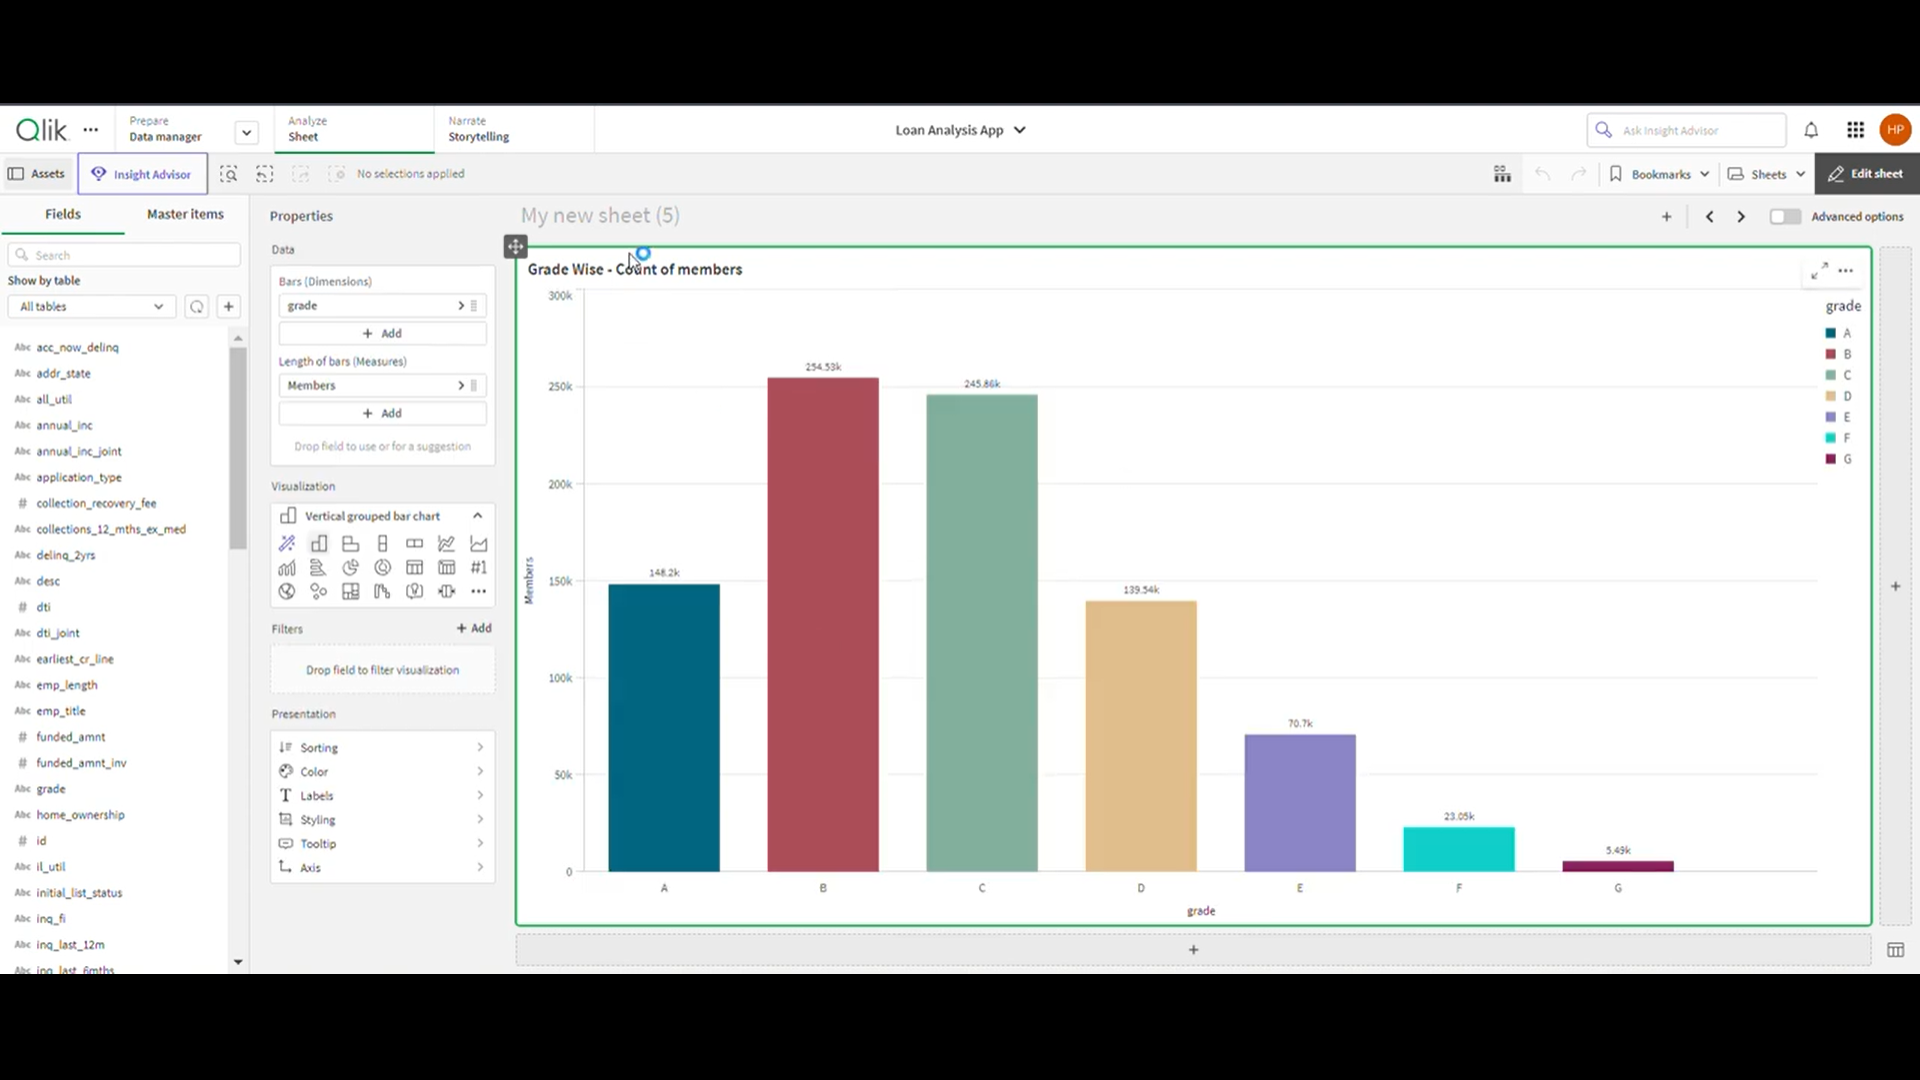 Qlik
Prepare
Data manager
Analyze
Sheet
Narrate
Storytelling
Loan Analysis App
Ask Insight Advisor
HP
Assets
Insight Advisor
No selections applied
Bookmarks
Sheets
Edit sheet
Fields
Master items
Properties
My new sheet (5)
Advanced options
Search
Show by table
All tables
Abc acc_now_delinq
Abc addr_state
Abc all_util
Abc annual_inc
Abc annual_inc_joint
Abc application_type
# collection_recovery_fee
Abc collections_12_mths_ex_med
Abc delinq_2yrs
Abc desc
# dti
Abc dti_joint
Abc earliest_cr_line
Abc emp_length
Abc emp_title
# funded_amnt
# funded_amnt_inv
Abc grade
Abc home_ownership
# id
Abc il_util
Abc initial_list_status
Abc inq_fi
Abc inq_last_12m
Abc inq_last_6mths
Data
Bars (Dimensions)
grade
+ Add
Length of bars (Measures)
Members
+ Add
Drop field to use or for a suggestion
Visualization
Vertical grouped bar chart
#1
Filters
+ Add
Drop field to filter visualization
Presentation
Sorting
Color
Labels
Styling
Tooltip
Axis
Grade Wise - Count of members
300k
250k
200k
150k
100k
50k
0
Members
148.2k
254.53k
245.86k
139.54k
70.7k
23.05k
5.49k
A
B
C
D
E
F
G
grade
grade
A
B
C
D
E
F
G